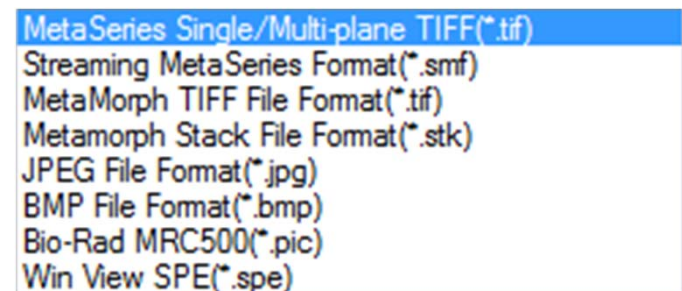 MetaSeries Single/Multi-plane TIFF(*.tif)
Streaming MetaSeries Format(*.smf)
MetaMorph TIFF File Format(*.tif)
Metamorph Stack File Format(*.stk)
JPEG File Format(*.jpg)
BMP File Format(*.bmp)
Bio-Rad MRC500(*.pic)
Win View SPE(*.spe)